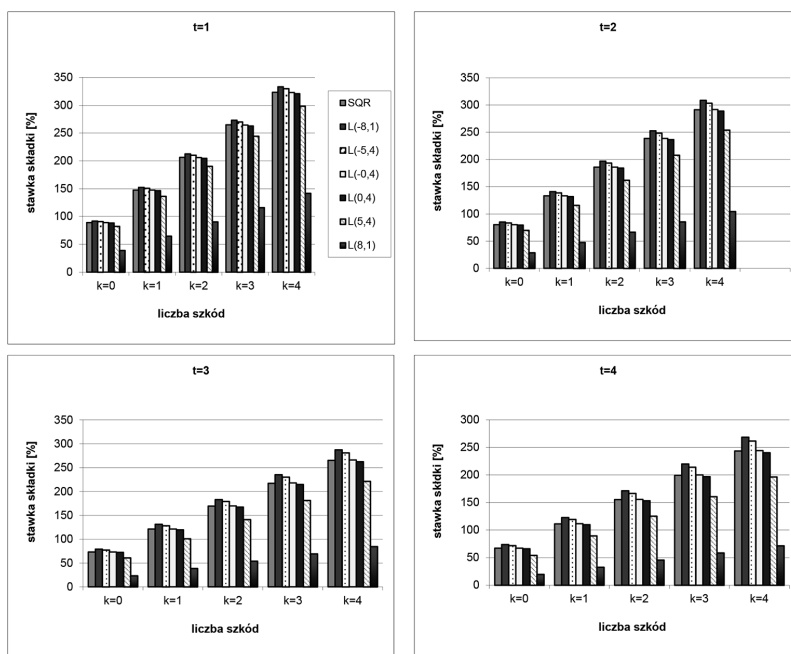 t=1
stawka składki [%]
350
300
250
200
150
100
50
0
k=0 k=1 k=2 k=3 k=4
liczba szkód
SQR
L(-8,1)
L(-5,4)
L(-0,4)
L(0,4)
L(5,4)
L(8,1)
t=2
stawka składki [%]
350
300
250
200
150
100
50
0
k=0 k=1 k=2 k=3 k=4
liczba szkód
t=3
stawka składki [%]
350
300
250
200
150
100
50
0
k=0 k=1 k=2 k=3 k=4
liczba szkód
t=4
stawka skłdki [%]
300
250
200
150
100
50
0
k=0 k=1 k=2 k=3 k=4
liczba szkód